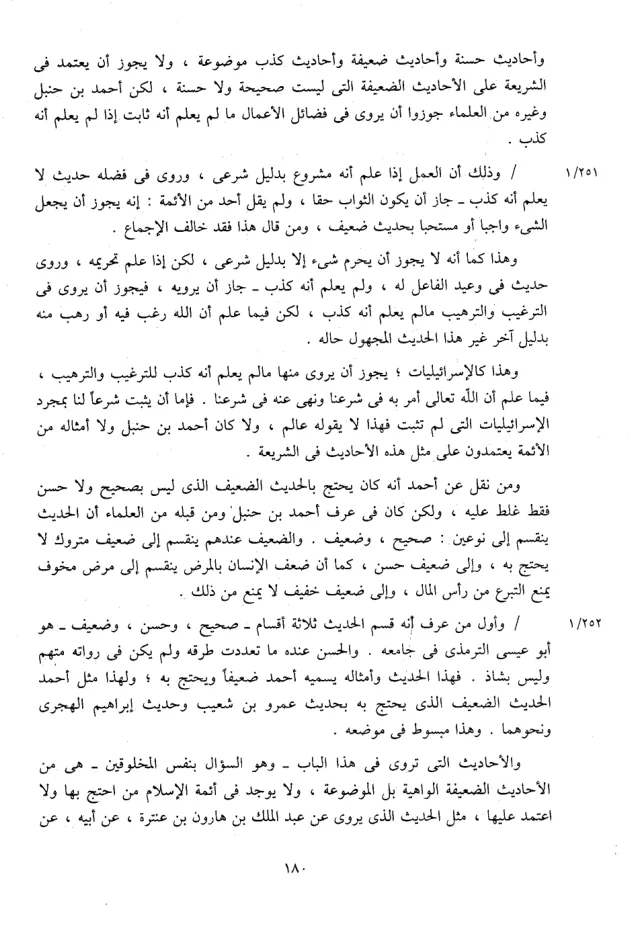 وأحاديث حسنة وأحاديث ضعيفة وأحاديث كذب موضوعة ، ولا يجوز أن يعتمد فى
الشريعة على الأحاديث الضعيفة التى ليست صحيحة ولا حسنة ، لكن أحمد بن حنبل
وغيره من العلماء جوزوا أن يروى فى فضائل الأعمال ما لم يعلم أنه ثابت إذا لم يعلم أنه
كذب .
١/٢٥١ / وذلك أن العمل إذا علم أنه مشروع بدليل شرعى ، وروى فى فضله حديث لا
يعلم أنه كذب ـ جاز أن يكون الثواب حقا ، ولم يقل أحد من الأئمة : إنه يجوز أن يجعل
الشىء واجبا أو مستحبا بحديث ضعيف ، ومن قال هذا فقد خالف الإجماع .
وهذا كما أنه لا يجوز أن يحرم شىء إلا بدليل شرعى ، لكن إذا علم تحريمه ، وروى
حديث فى وعيد الفاعل له ، ولم يعلم أنه كذب ـ جاز أن يرويه ، فيجوز أن يروى فى
الترغيب والترهيب مالم يعلم أنه كذب ، لكن فيما علم أن الله رغب فيه أو رهب منه
بدليل آخر غير هذا الحديث المجهول حاله .
وهذا كالإسرائيليات ؛ يجوز أن يروى منها مالم يعلم أنه كذب للترغيب والترهيب ،
فيما علم أن الله تعالى أمر به فى شرعنا ونهى عنه فى شرعنا . فإما أن يثبت شرعاً لنا بمجرد
الإسرائيليات التى لم تثبت فهذا لا يقوله عالم ، ولا كان أحمد بن حنبل ولا أمثاله من
الأئمة يعتمدون على مثل هذه الأحاديث فى الشريعة .
ومن نقل عن أحمد أنه كان يحتج بالحديث الضعيف الذى ليس بصحيح ولا حسن
فقط غلط عليه ، ولكن كان فى عرف أحمد بن حنبل ومن قبله من العلماء أن الحديث
ينقسم إلى نوعين : صحيح ، وضعيف . والضعيف عندهم ينقسم إلى ضعيف متروك لا
يحتج به ، وإلى ضعيف حسن ، كما أن ضعف الإنسان بالمرض ينقسم إلى مرض مخوف
يمنع التبرع من رأس المال ، وإلى ضعيف خفيف لا يمنع من ذلك .
١/٢٥٢ / وأول من عرف أنه قسم الحديث ثلاثة أقسام ـ صحيح ، وحسن ، وضعيف ـ هو
أبو عيسى الترمذى فى جامعه . والحسن عنده ما تعددت طرقه ولم يكن فى رواته متهم
وليس بشاذ . فهذا الحديث وأمثاله يسميه أحمد ضعيفاً ويحتج به ؛ ولهذا مثل أحمد
الحديث الضعيف الذى يحتج به بحديث عمرو بن شعيب وحديث إبراهيم الهجرى
ونحوهما . وهذا مبسوط فى موضعه .
والأحاديث التى تروى فى هذا الباب ـ وهو السؤال بنفس المخلوقين ـ هى من
الأحاديث الضعيفة الواهية بل الموضوعة ، ولا يوجد فى أئمة الإسلام من احتج بها ولا
اعتمد عليها ، مثل الحديث الذى يروى عن عبد الملك بن هارون بن عنترة ، عن أبيه ، عن
١٨٠